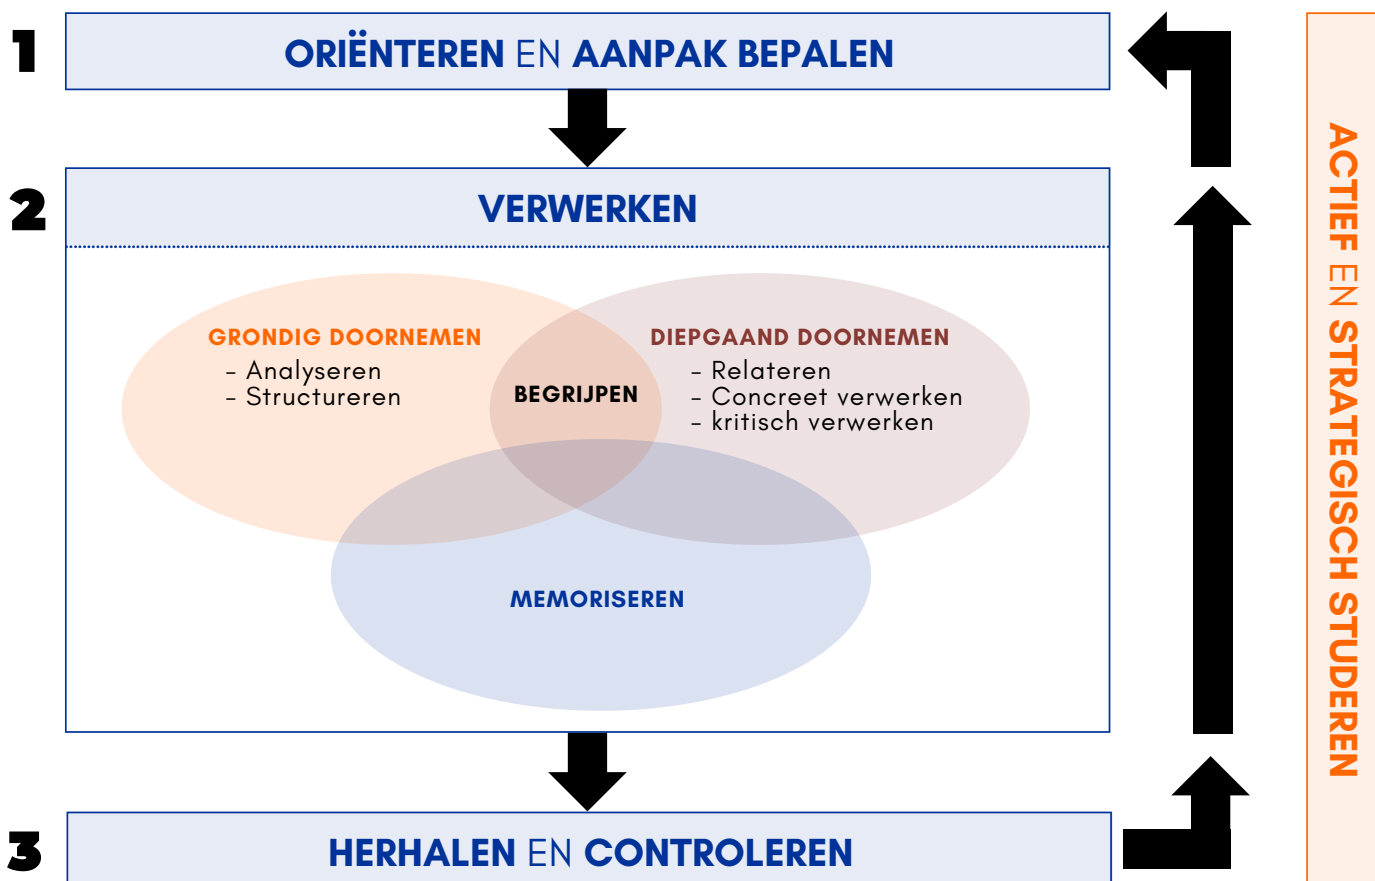 1
ORIËNTEREN EN AANPAK BEPALEN
2
VERWERKEN
GRONDIG DOORNEMEN
- Analyseren
- Structureren
BEGRIJPEN
DIEPGAAND DOORNEMEN
- Relateren
- Concreet verwerken
- kritisch verwerken
MEMORISEREN
3
HERHALEN EN CONTROLEREN
ACTIEF EN STRATEGISCH STUDEREN